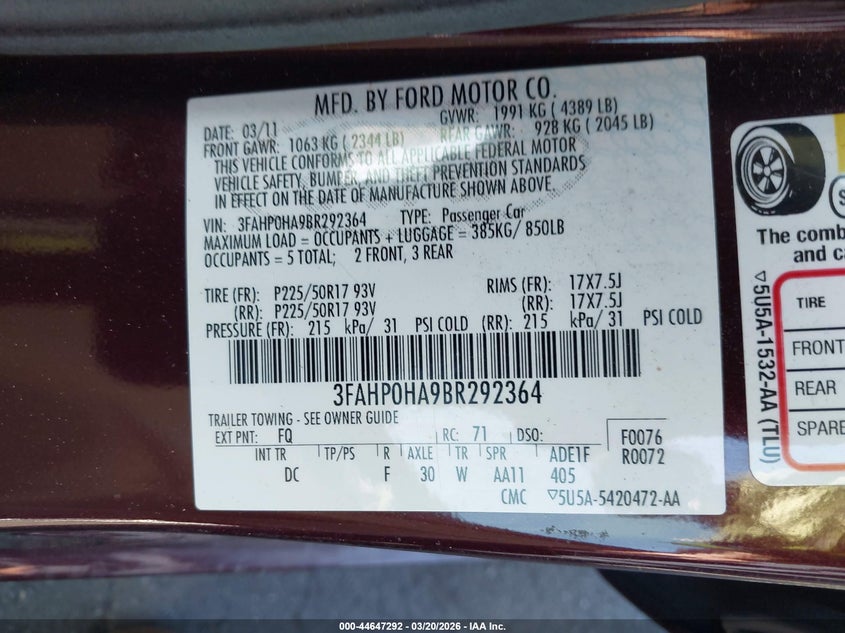 MFD. BY FORD MOTOR CO.
DATE: 03/11 GVWR: 1991 KG ( 4389 LB)
FRONT GAWR: 1063 KG ( 2344 LB) REAR GAWR: 928 KG ( 2045 LB)
THIS VEHICLE CONFORMS TO ALL APPLICABLE FEDERAL MOTOR
VEHICLE SAFETY, BUMPER, AND THEFT PREVENTION STANDARDS
IN EFFECT ON THE DATE OF MANUFACTURE SHOWN ABOVE.
VIN: 3FAHP0HA9BR292364 TYPE: Passenger Car
MAXIMUM LOAD = OCCUPANTS + LUGGAGE = 385KG/ 850LB
OCCUPANTS = 5 TOTAL; 2 FRONT, 3 REAR
TIRE (FR): P225/50R17 93V RIMS (FR): 17X7.5J
(RR): P225/50R17 93V (RR): 17X7.5J
PRESSURE (FR): 215 kPa/ 31 PSI COLD (RR): 215 kPa/ 31 PSI COLD
3FAHP0HA9BR292364
TRAILER TOWING - SEE OWNER GUIDE
EXT PNT: FQ RC: 71 DSO: F0076
R0072
INT TR TP/PS R AXLE TR SPR ADE1F
DC F 30 W AA11 405
CMC ▽5U5A-5420472-AA
The comb
and ca
TIRE
FRONT
REAR
SPARE
▽5U5A-1532-AA (TLU)
000-44647292 - 03/20/2026 - IAA Inc.